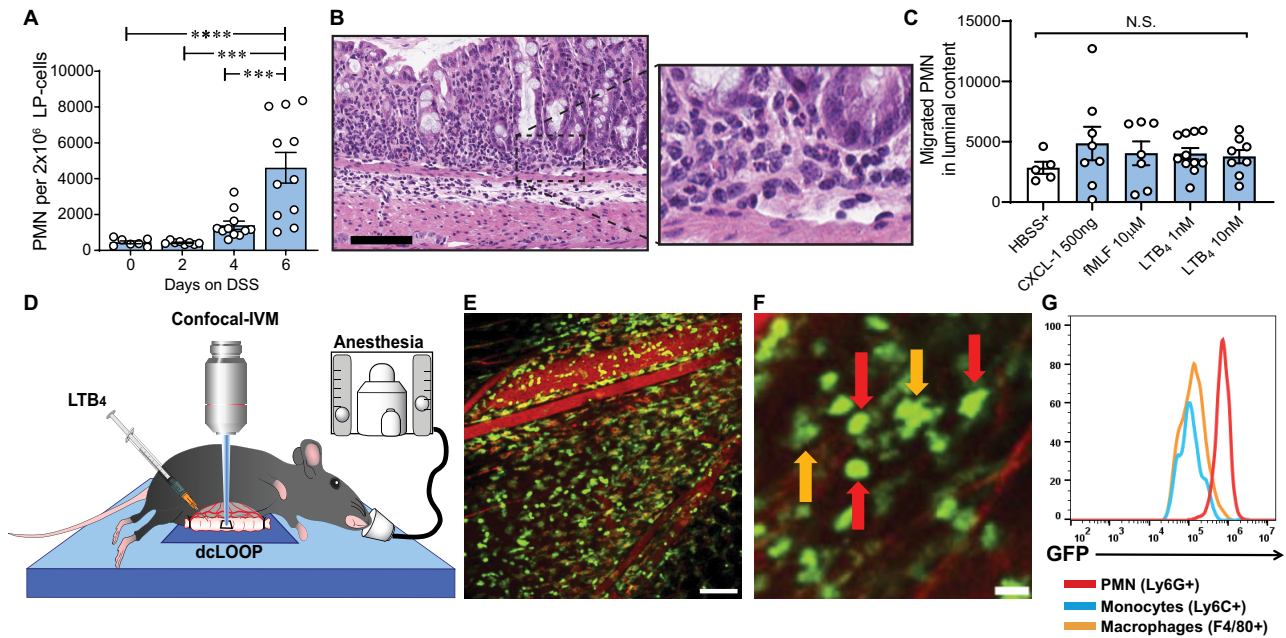 A
****
***
***
10000
8000
6000
4000
2000
0
PMN per 2x10⁶ LP-cells
0 2 4 6
Days on DSS
B
C
N.S.
15000
10000
5000
0
Migrated PMN
in luminal content
HBSS+
CXCL-1 500ng
fMLF 10µM
LTB₄ 1nM
LTB₄ 10nM
D
Confocal-IVM
Anesthesia
LTB₄
dcLOOP
E
F
G
100
80
60
40
20
0
10² 10³ 10⁴ 10⁵ 10⁶ 10⁷
GFP
PMN (Ly6G+)
Monocytes (Ly6C+)
Macrophages (F4/80+)